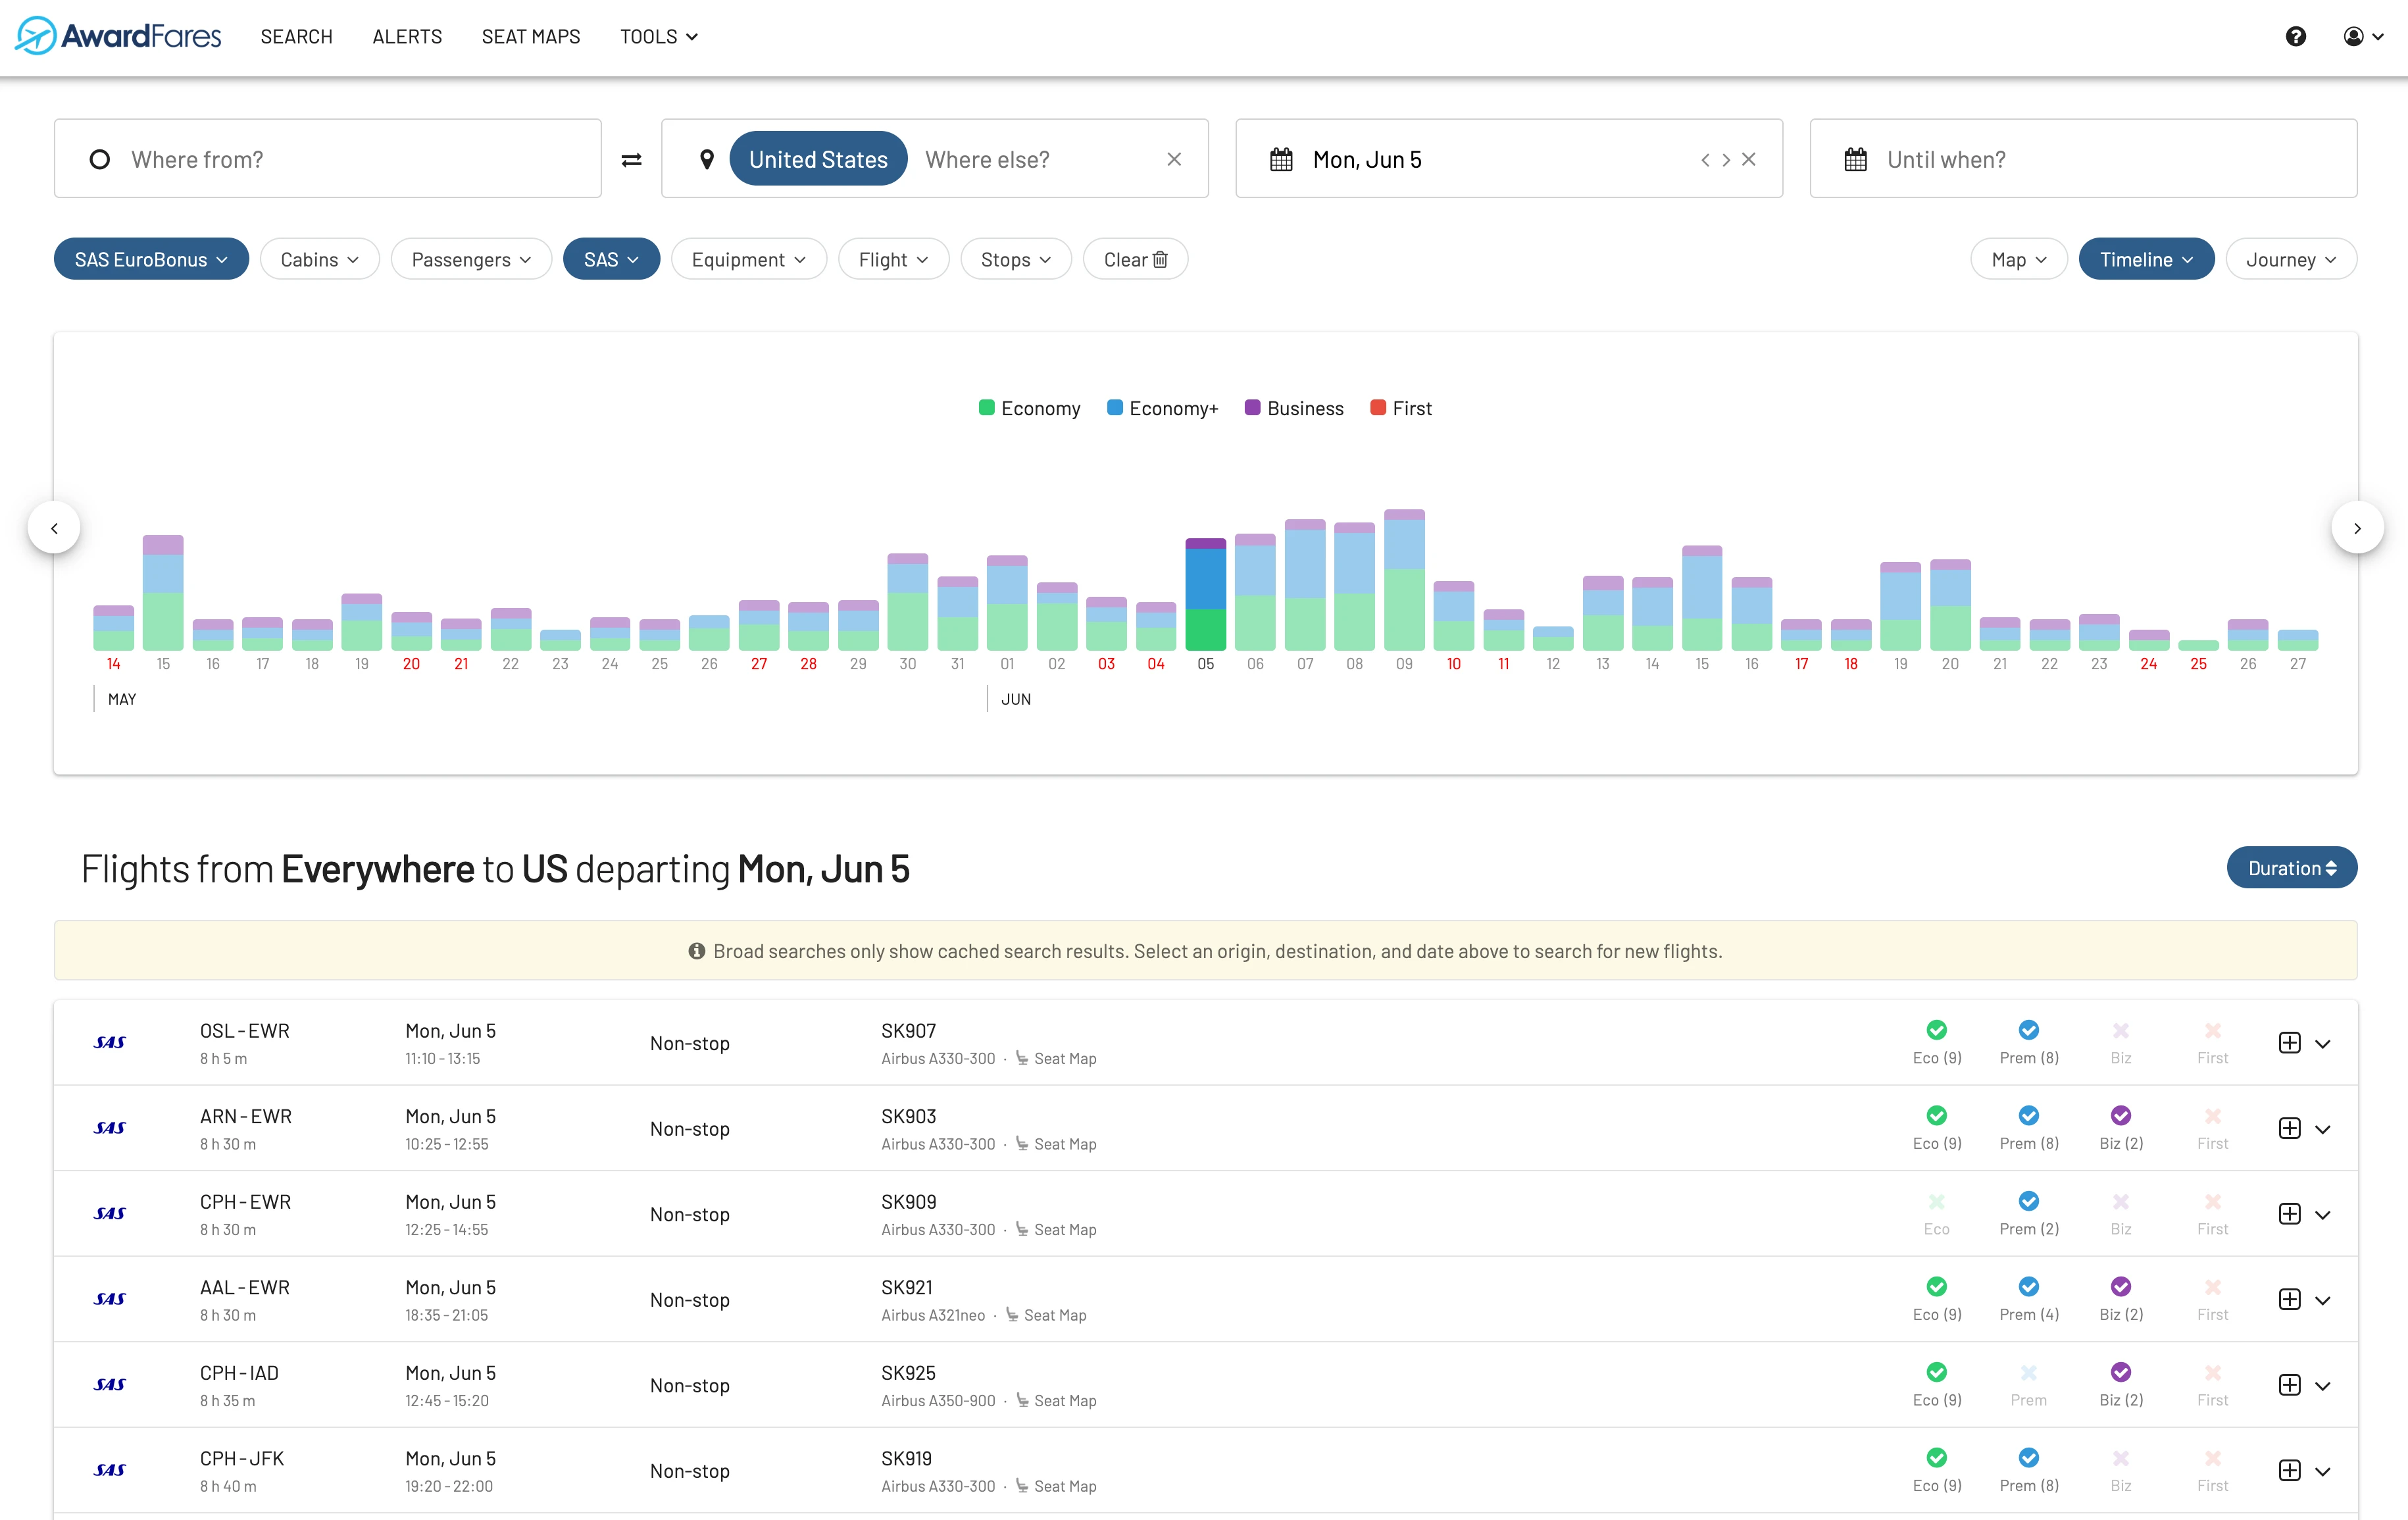 AwardFares SEARCH ALERTS SEAT MAPS TOOLS
Where from? United States Where else? Mon, Jun 5 Until when?
SAS EuroBonus Cabins Passengers SAS Equipment Flight Stops Clear Map Timeline Journey
Economy Economy+ Business First
14 15 16 17 18 19 20 21 22 23 24 25 26 27 28 29 30 31 01 02 03 04 05 06 07 08 09 10 11 12 13 14 15 16 17 18 19 20 21 22 23 24 25 26 27
MAY JUN
Flights from Everywhere to US departing Mon, Jun 5 Duration
Broad searches only show cached search results. Select an origin, destination, and date above to search for new flights.
SAS OSL - EWR Mon, Jun 5 Non-stop SK907
8 h 5 m 11:10 - 13:15 Airbus A330-300 · Seat Map Eco (9) Prem (8) Biz First
SAS ARN - EWR Mon, Jun 5 Non-stop SK903
8 h 30 m 10:25 - 12:55 Airbus A330-300 · Seat Map Eco (9) Prem (8) Biz (2) First
SAS CPH - EWR Mon, Jun 5 Non-stop SK909
8 h 30 m 12:25 - 14:55 Airbus A330-300 · Seat Map Eco Prem (2) Biz First
SAS AAL - EWR Mon, Jun 5 Non-stop SK921
8 h 30 m 18:35 - 21:05 Airbus A321neo · Seat Map Eco (9) Prem (4) Biz (2) First
SAS CPH - IAD Mon, Jun 5 Non-stop SK925
8 h 35 m 12:45 - 15:20 Airbus A350-900 · Seat Map Eco (9) Prem Biz (2) First
SAS CPH - JFK Mon, Jun 5 Non-stop SK919
8 h 40 m 19:20 - 22:00 Airbus A330-300 · Seat Map Eco (9) Prem (8) Biz First